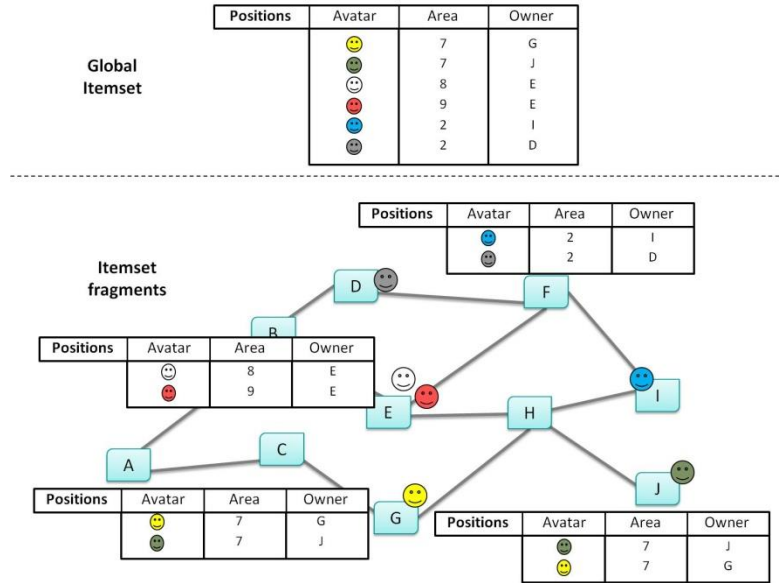 Positions Avatar Area Owner
7 G
7 J
8 E
9 E
2 I
2 D
Global
Itemset
Positions Avatar Area Owner
2 I
2 D
Itemset
fragments
D
F
B
Positions Avatar Area Owner
8 E
9 E
E
H
I
A
C
G
J
Positions Avatar Area Owner
7 G
7 J
Positions Avatar Area Owner
7 J
7 G